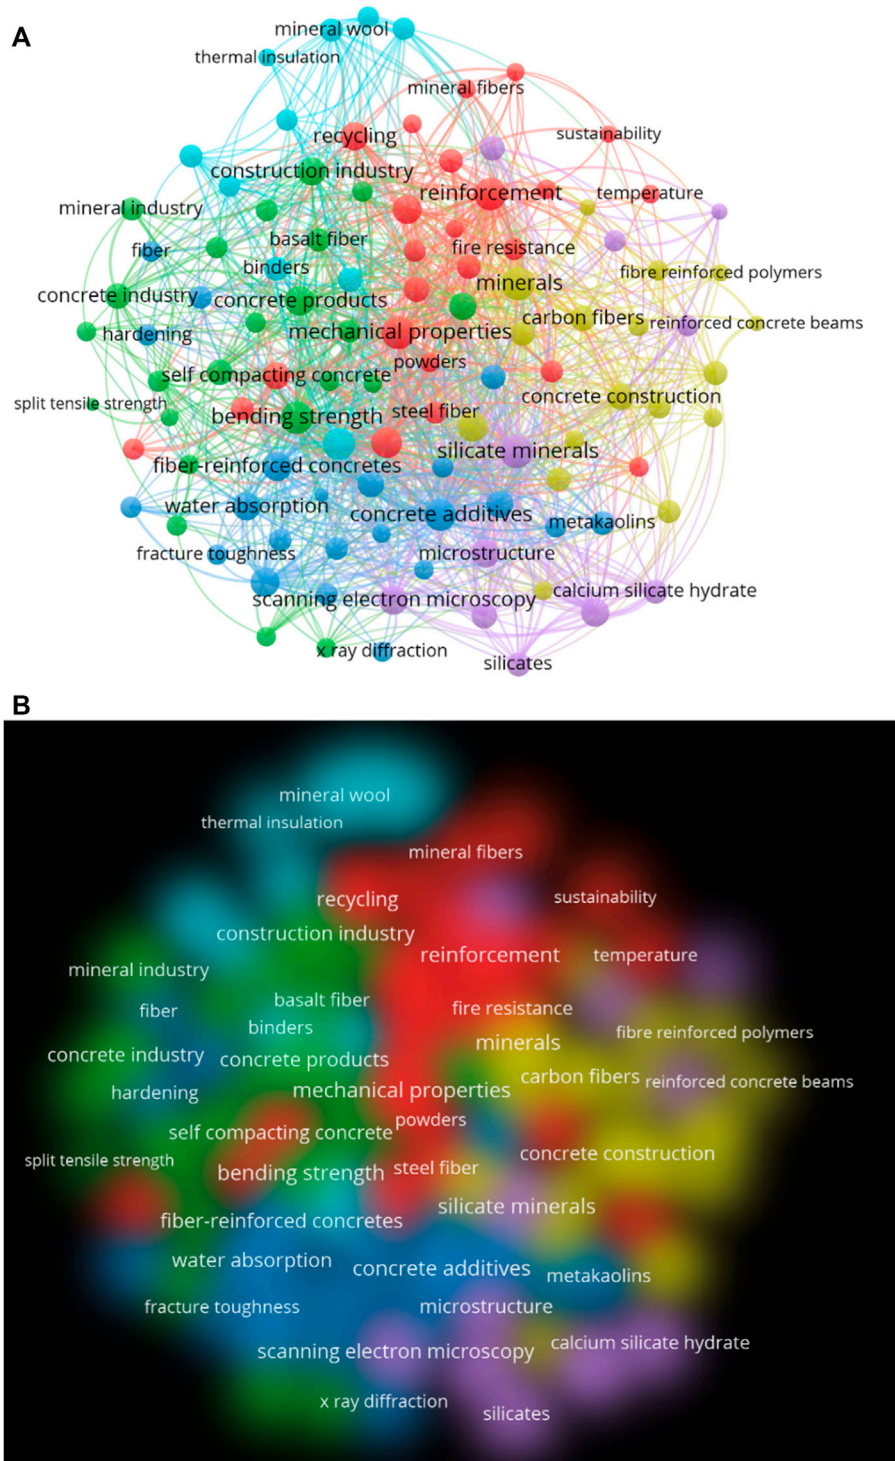 A
mineral wool
thermal insulation
mineral fibers
recycling
sustainability
construction industry
reinforcement
temperature
mineral industry
basalt fiber
fiber
fire resistance
binders
fibre reinforced polymers
minerals
concrete industry
concrete products
carbon fibers
reinforced concrete beams
hardening
mechanical properties
powders
self compacting concrete
concrete construction
split tensile strength
bending strength
steel fiber
silicate minerals
fiber-reinforced concretes
water absorption
concrete additives
metakaolins
fracture toughness
microstructure
scanning electron microscopy
calcium silicate hydrate
x ray diffraction
silicates
B
mineral wool
thermal insulation
mineral fibers
recycling
sustainability
construction industry
reinforcement
temperature
mineral industry
basalt fiber
fiber
fire resistance
binders
fibre reinforced polymers
minerals
concrete industry
concrete products
carbon fibers
reinforced concrete beams
hardening
mechanical properties
powders
self compacting concrete
concrete construction
split tensile strength
bending strength
steel fiber
silicate minerals
fiber-reinforced concretes
water absorption
concrete additives
metakaolins
fracture toughness
microstructure
scanning electron microscopy
calcium silicate hydrate
x ray diffraction
silicates